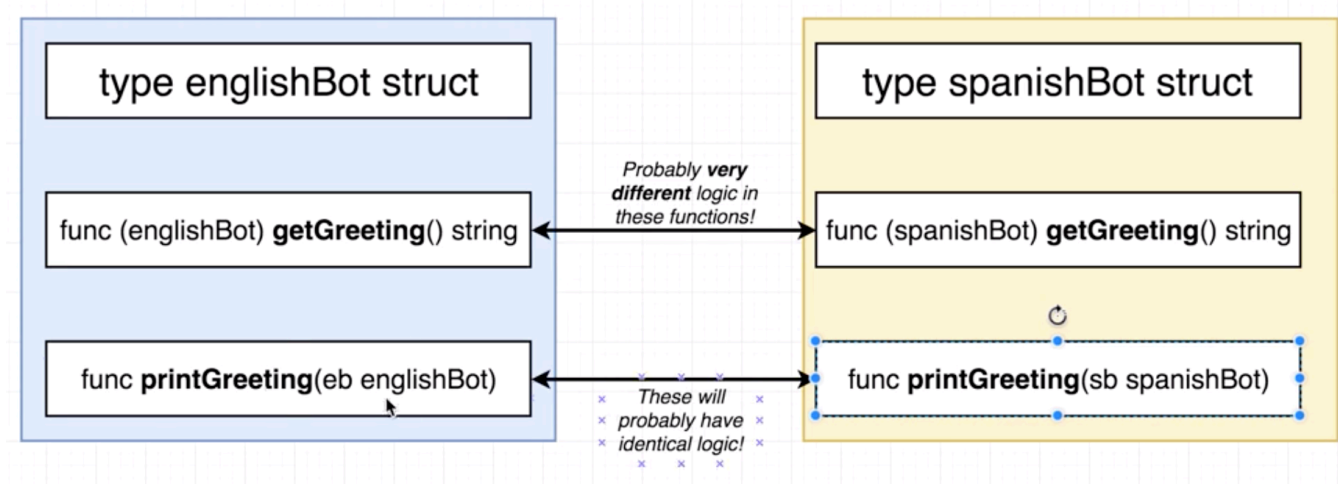 type englishBot struct
type spanishBot struct
Probably very
different logic in
these functions!
func (englishBot) getGreeting() string
func (spanishBot) getGreeting() string
func printGreeting(eb englishBot)
func printGreeting(sb spanishBot)
These will
probably have
identical logic!